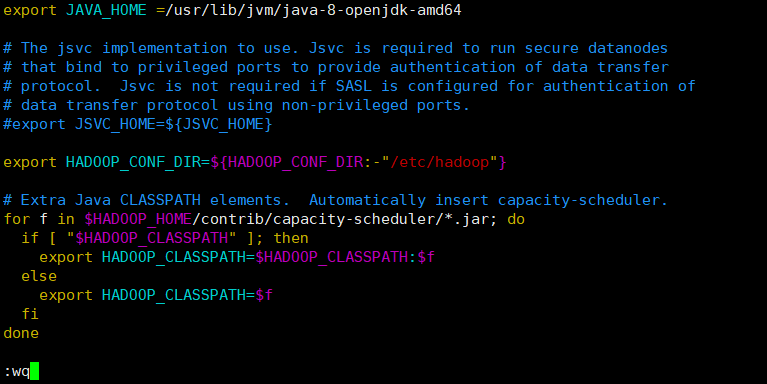 export JAVA_HOME =/usr/lib/jvm/java-8-openjdk-amd64
# The jsvc implementation to use. Jsvc is required to run secure datanodes
# that bind to privileged ports to provide authentication of data transfer
# protocol.  Jsvc is not required if SASL is configured for authentication of
# data transfer protocol using non-privileged ports.
#export JSVC_HOME=${JSVC_HOME}
export HADOOP_CONF_DIR=${HADOOP_CONF_DIR:-"/etc/hadoop"}
# Extra Java CLASSPATH elements.  Automatically insert capacity-scheduler.
for f in $HADOOP_HOME/contrib/capacity-scheduler/*.jar; do
  if [ "$HADOOP_CLASSPATH" ]; then
    export HADOOP_CLASSPATH=$HADOOP_CLASSPATH:$f
  else
    export HADOOP_CLASSPATH=$f
  fi
done
:wq